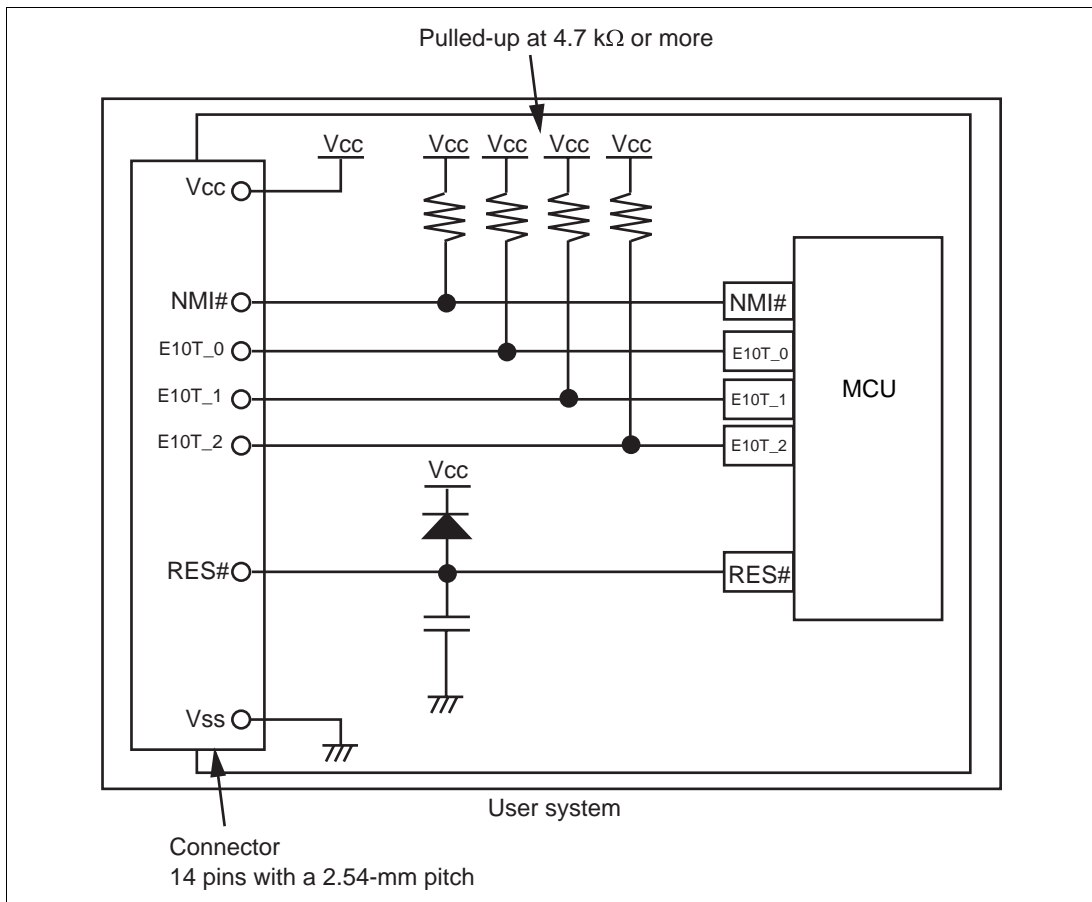 Pulled-up at 4.7 kΩ or more
Vcc
Vcc
Vcc
Vcc
Vcc
Vcc
NMI#
NMI#
E10T_0
E10T_0
E10T_1
E10T_1
MCU
E10T_2
E10T_2
Vcc
RES#
RES#
Vss
User system
Connector
14 pins with a 2.54-mm pitch